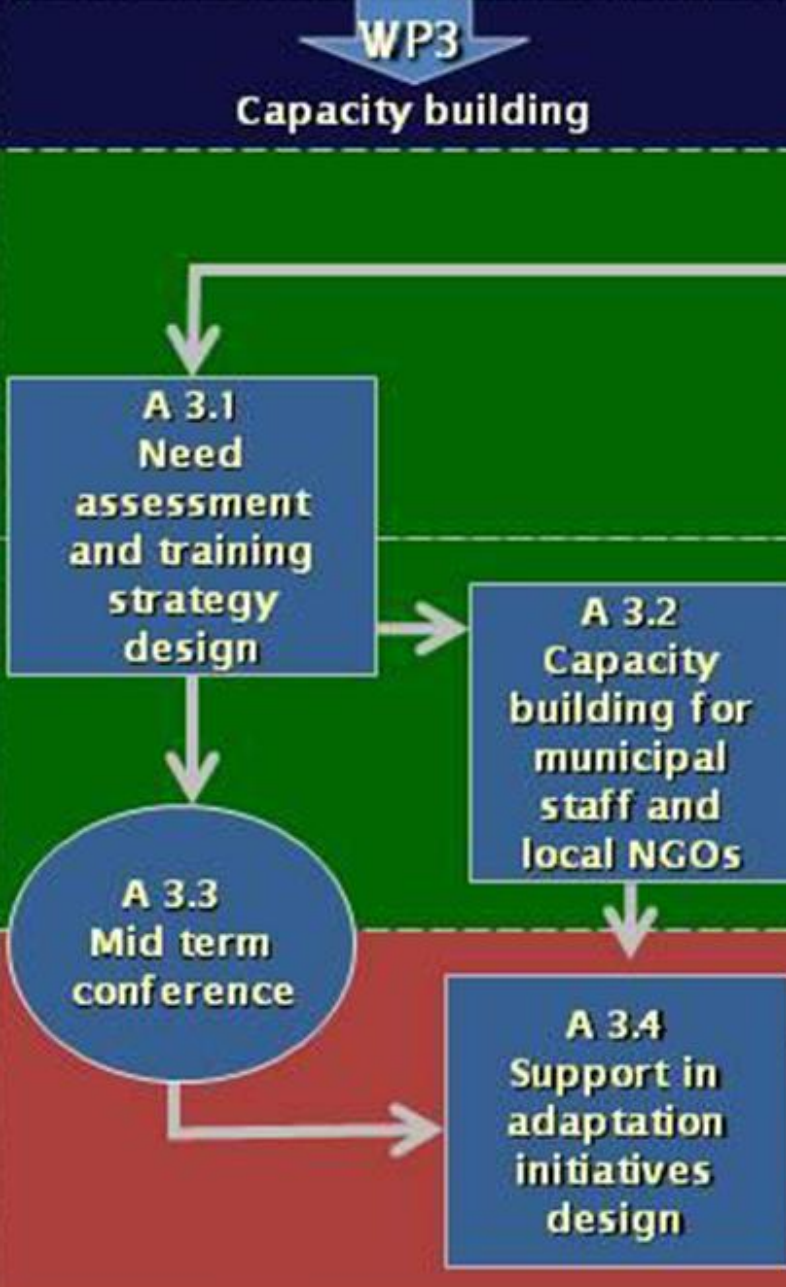 WP3
Capacity building
A 3.1
Need
assessment
and training
strategy
design
A 3.2
Capacity
building for
municipal
staff and
local NGOs
A 3.3
Mid term
conference
A 3.4
Support in
adaptation
initiatives
design